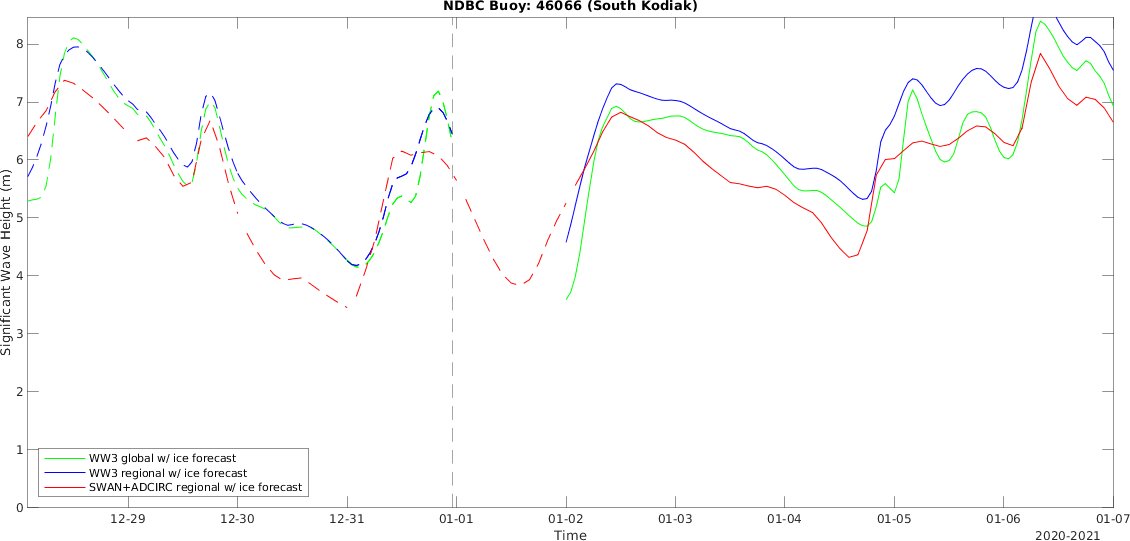 NDBC Buoy: 46066 (South Kodiak)
8
7
6
5
4
3
2
1
0
Significant Wave Height (m)
WW3 global w/ ice forecast
WW3 regional w/ ice forecast
SWAN+ADCIRC regional w/ ice forecast
12-29 12-30 12-31 01-01 01-02 01-03 01-04 01-05 01-06 01-07
Time
2020-2021